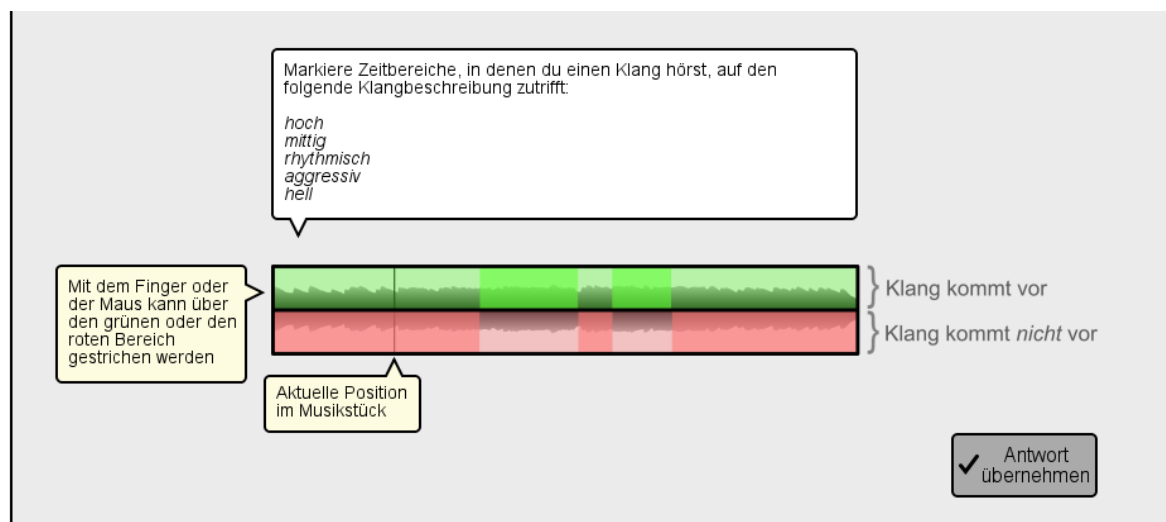 Markiere Zeitbereiche, in denen du einen Klang hörst, auf den
folgende Klangbeschreibung zutrifft:
hoch
mittig
rhythmisch
aggressiv
hell
Mit dem Finger oder
der Maus kann über
den grünen oder den
roten Bereich
gestrichen werden
Klang kommt vor
Klang kommt nicht vor
Aktuelle Position
im Musikstück
Antwort
übernehmen